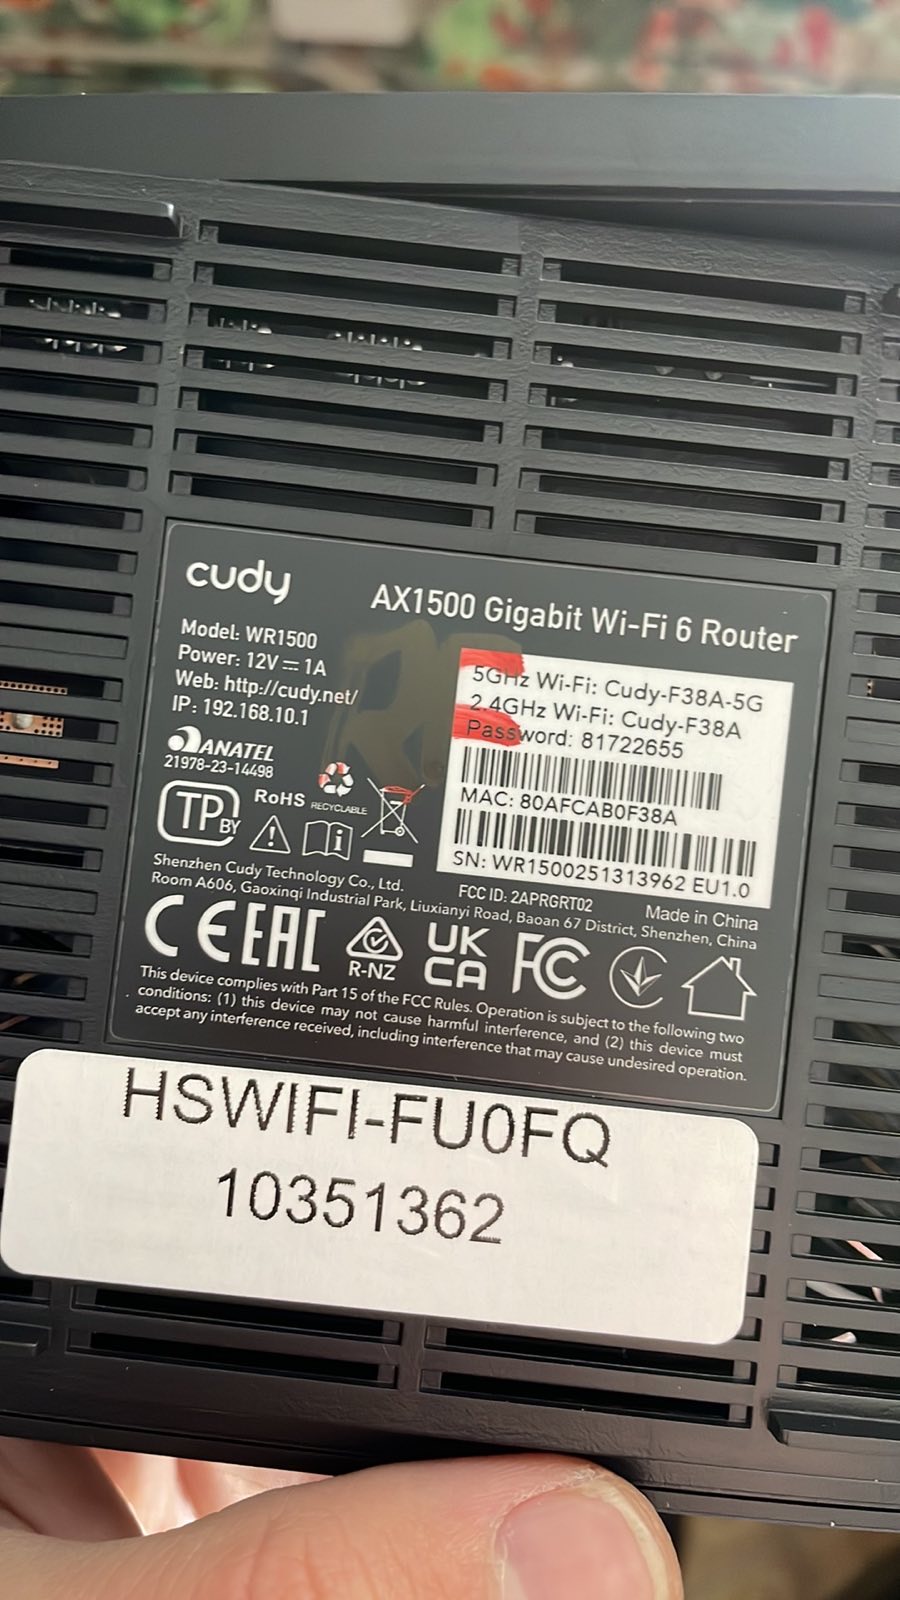 cudy
AX1500 Gigabit Wi-Fi 6 Router
Model: WR1500
Power: 12V ⎓ 1A
Web: http://cudy.net/
IP: 192.168.10.1
5GHz Wi-Fi: Cudy-F38A-5G
2.4GHz Wi-Fi: Cudy-F38A
Password: 81722655
MAC: 80AFCAB0F38A
SN: WR1500251313962 EU1.0
ANATEL
21978-23-14498
TP BY
RoHS
RECYCLABLE
FCC ID: 2APRGRT02
Made in China
Shenzhen Cudy Technology Co., Ltd.
Room A606, Gaoxinqi Industrial Park, Liuxianyi Road, Baoan 67 District, Shenzhen, China
CE EAC R-NZ UK CA FC
This device complies with Part 15 of the FCC Rules. Operation is subject to the following two
conditions: (1) this device may not cause harmful interference, and (2) this device must
accept any interference received, including interference that may cause undesired operation.
HSWIFI-FU0FQ
10351362